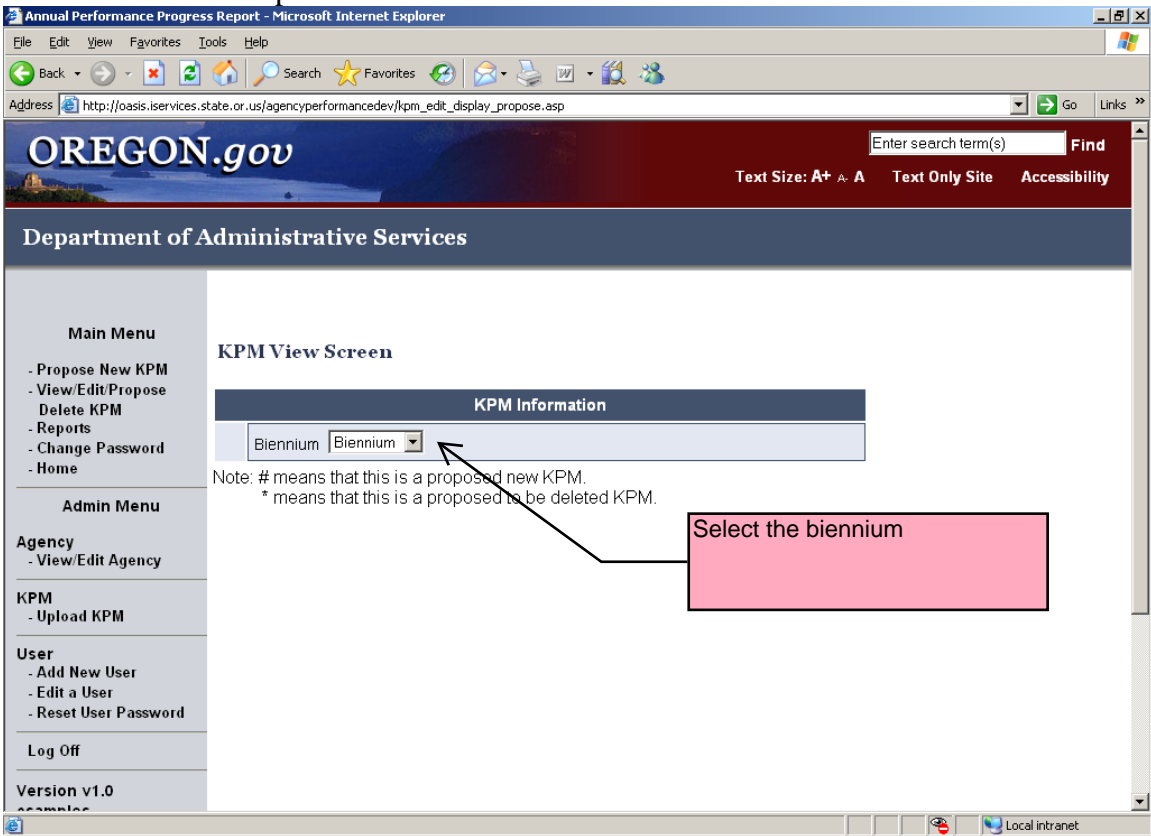 Annual Performance Progress Report - Microsoft Internet Explorer
File Edit View Favorites Tools Help
Back Search Favorites
Address http://oasis.iservices.state.or.us/agencyperformancedev/kpm_edit_display_propose.asp Go Links »
OREGON.gov
Enter search term(s) Find
Text Size: A+ A- A Text Only Site Accessibility
Department of Administrative Services
Main Menu
- Propose New KPM
- View/Edit/Propose
Delete KPM
- Reports
- Change Password
- Home
Admin Menu
Agency
- View/Edit Agency
KPM
- Upload KPM
User
- Add New User
- Edit a User
- Reset User Password
Log Off
Version v1.0
KPM View Screen
KPM Information
Biennium Biennium
Note: # means that this is a proposed new KPM.
* means that this is a proposed to be deleted KPM.
Select the biennium
Local intranet